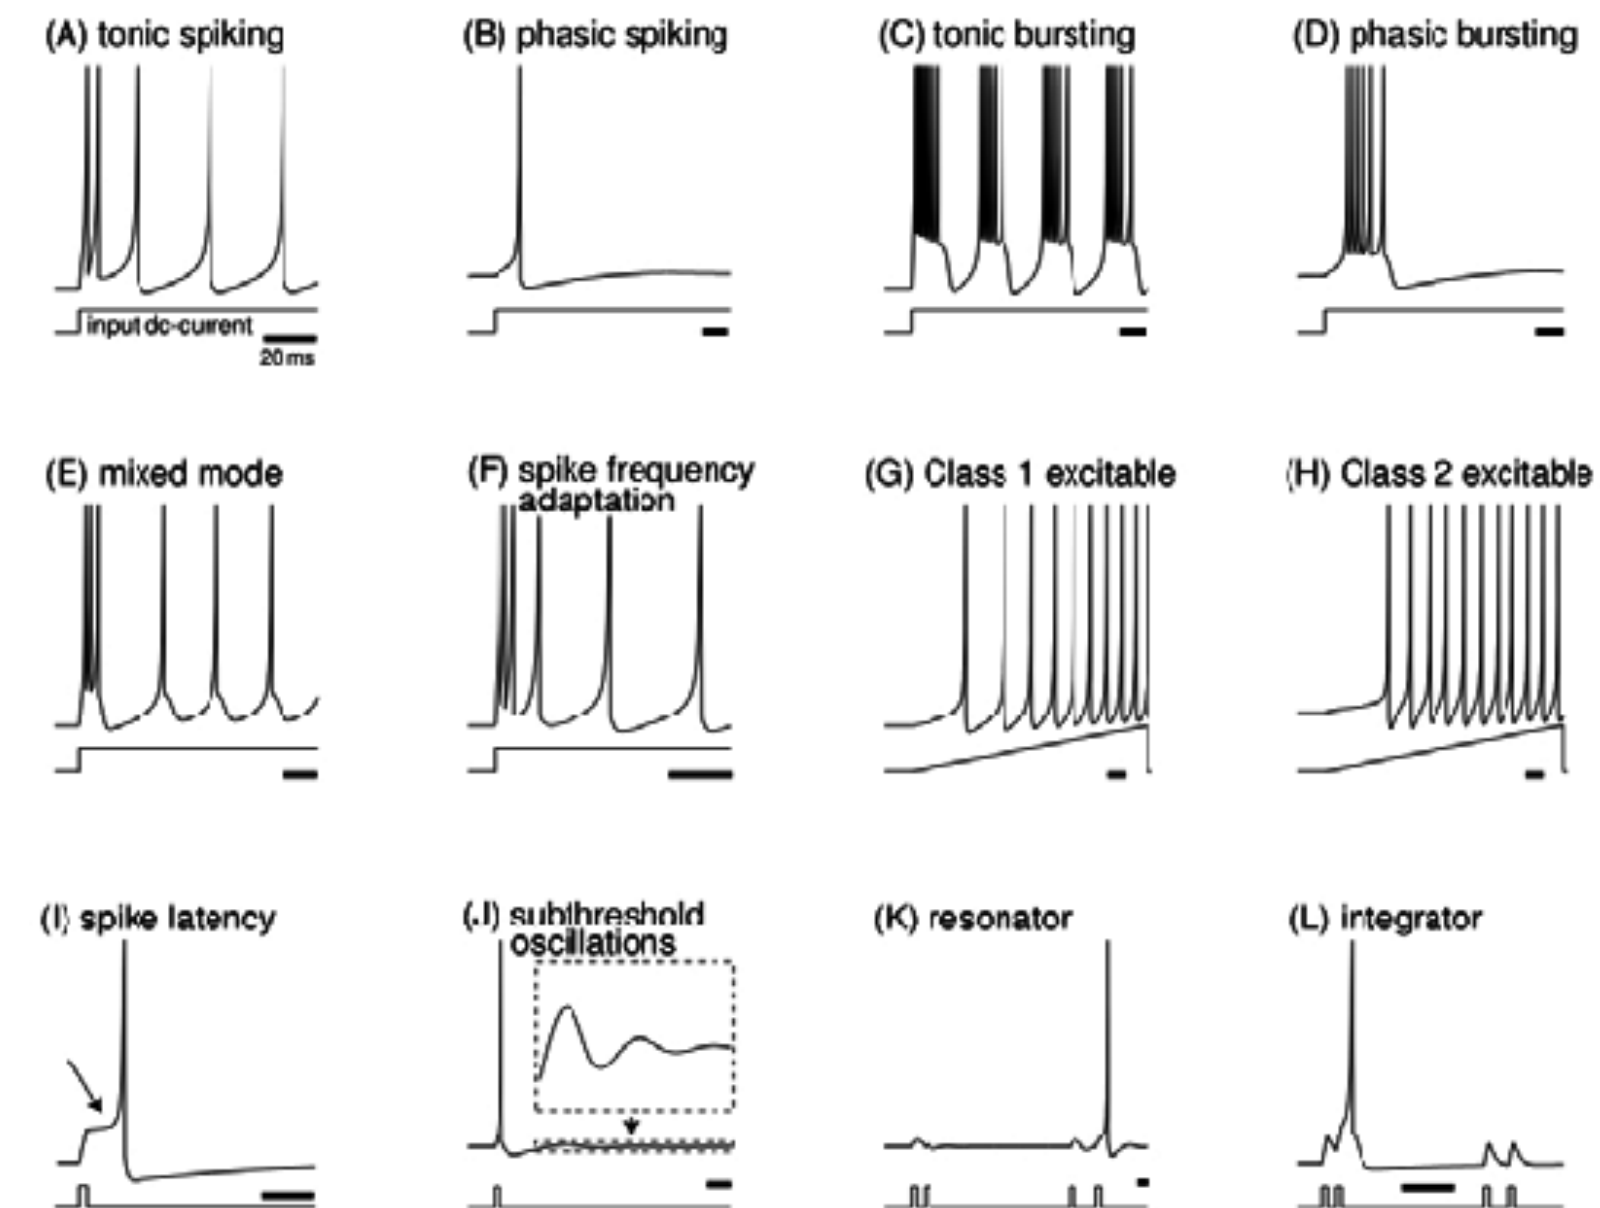 (A) tonic spiking
(B) phasic spiking
(C) tonic bursting
(D) phasic bursting
input dc-current
20 ms
(E) mixed mode
(F) spike frequency
adaptation
(G) Class 1 excitable
(H) Class 2 excitable
(I) spike latency
(J) subthreshold
oscillations
(K) resonator
(L) integrator